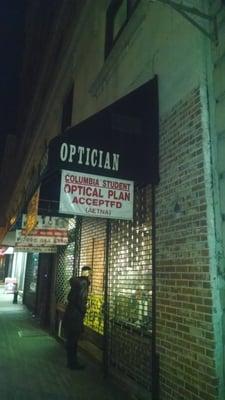 OPTICIAN
COLUMBIA STUDENT
OPTICAL PLAN
ACCEPTED
(AETNA)